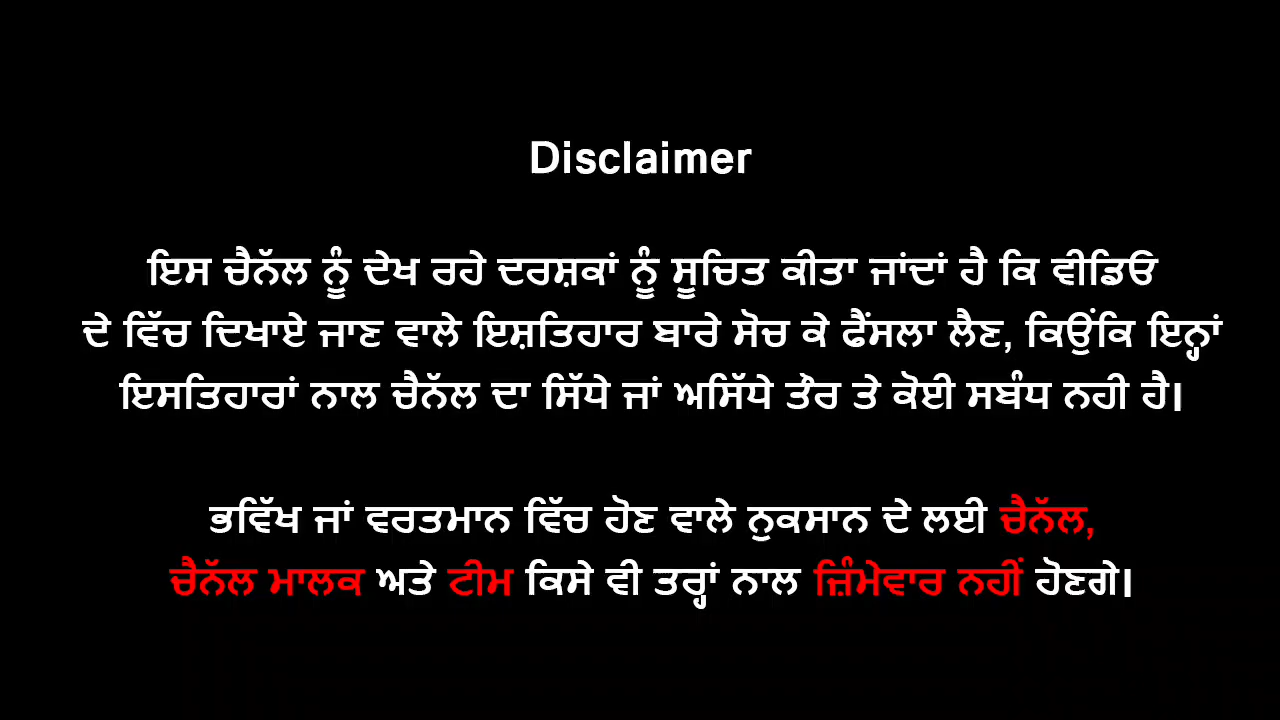 Disclaimer
ਇਸ ਚੈਨੱਲ ਨੂੰ ਦੇਖ ਰਹੇ ਦਰਸ਼ਕਾਂ ਨੂੰ ਸੂਚਿਤ ਕੀਤਾ ਜਾਂਦਾਂ ਹੈ ਕਿ ਵੀਡਿਓ
ਦੇ ਵਿੱਚ ਦਿਖਾਏ ਜਾਣ ਵਾਲੇ ਇਸ਼ਤਿਹਾਰ ਬਾਰੇ ਸੋਚ ਕੇ ਫੈਂਸਲਾ ਲੈਣ, ਕਿਉਂਕਿ ਇਨ੍ਹਾਂ
ਇਸਤਿਹਾਰਾਂ ਨਾਲ ਚੈਨੱਲ ਦਾ ਸਿੱਧੇ ਜਾਂ ਅਸਿੱਧੇ ਤੌਰ ਤੇ ਕੋਈ ਸਬੰਧ ਨਹੀ ਹੈ।
ਭਵਿੱਖ ਜਾਂ ਵਰਤਮਾਨ ਵਿੱਚ ਹੋਣ ਵਾਲੇ ਨੁਕਸਾਨ ਦੇ ਲਈ ਚੈਨੱਲ,
ਚੈਨੱਲ ਮਾਲਕ ਅਤੇ ਟੀਮ ਕਿਸੇ ਵੀ ਤਰ੍ਹਾਂ ਨਾਲ ਜ਼ਿੰਮੇਵਾਰ ਨਹੀਂ ਹੋਣਗੇ।